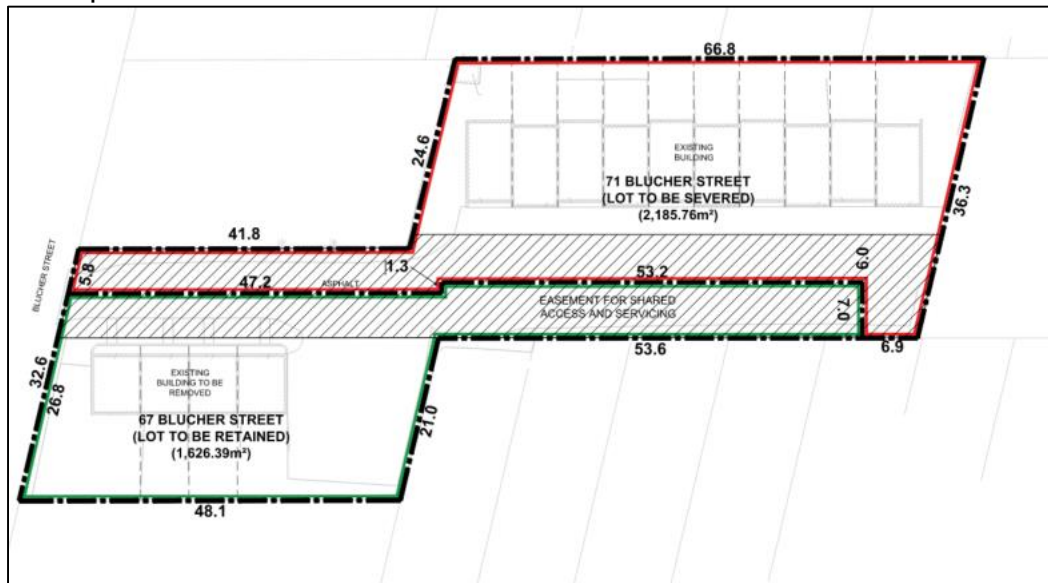 66.8
24.6
EXISTING
BUILDING
71 BLUCHER STREET
(LOT TO BE SEVERED)
(2,185.76m²)
36.3
41.8
BLUCHER STREET
5.8
1.3
47.2
ASPHALT
53.2
6.0
EASEMENT FOR SHARED
ACCESS AND SERVICING
7.0
53.6
6.9
32.6
26.8
EXISTING
BUILDING TO BE
REMOVED
67 BLUCHER STREET
(LOT TO BE RETAINED)
(1,626.39m²)
21.0
48.1